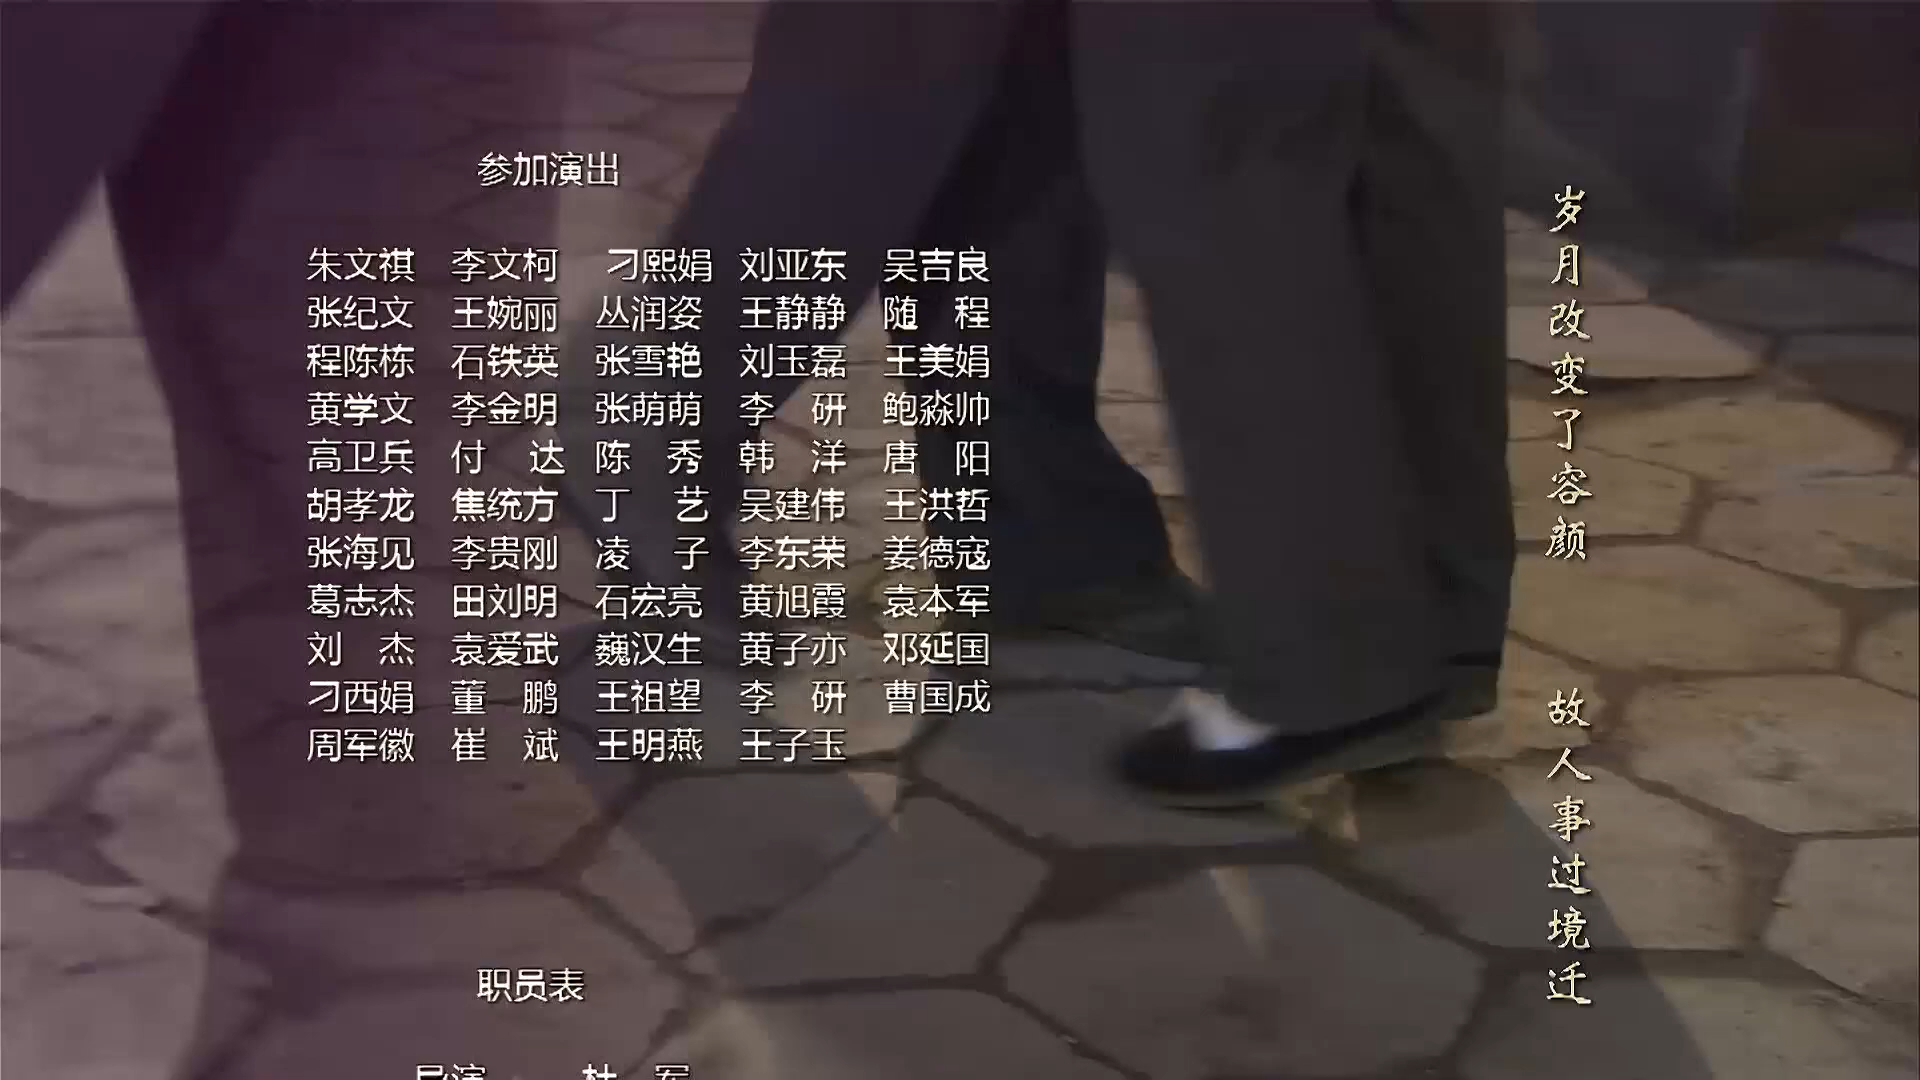 参加演出
朱文祺 李文柯 刁熙娟 刘亚东 吴吉良
张纪文 王婉丽 丛润姿 王静静 随 程
程陈栋 石铁英 张雪艳 刘玉磊 王美娟
黄学文 李金明 张萌萌 李 研 鲍淼帅
高卫兵 付 达 陈 秀 韩 洋 唐 阳
胡孝龙 焦统方 丁 艺 吴建伟 王洪哲
张海见 李贵刚 凌 子 李东荣 姜德寇
葛志杰 田刘明 石宏亮 黄旭霞 袁本军
刘 杰 袁爱武 巍汉生 黄子亦 邓延国
刁西娟 董 鹏 王祖望 李 研 曹国成
周军徽 崔 斌 王明燕 王子玉
职员表
导演 杜 军
岁月改变了容颜
故人事过境迁